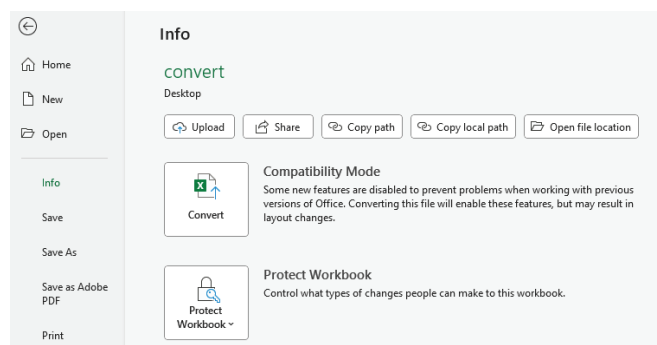 Info
Home
New
Open
Info
Save
Save As
Save as Adobe
PDF
Print
convert
Desktop
Upload
Share
Copy path
Copy local path
Open file location
Convert
Compatibility Mode
Some new features are disabled to prevent problems when working with previous
versions of Office. Converting this file will enable these features, but may result in
layout changes.
Protect
Workbook
Protect Workbook
Control what types of changes people can make to this workbook.